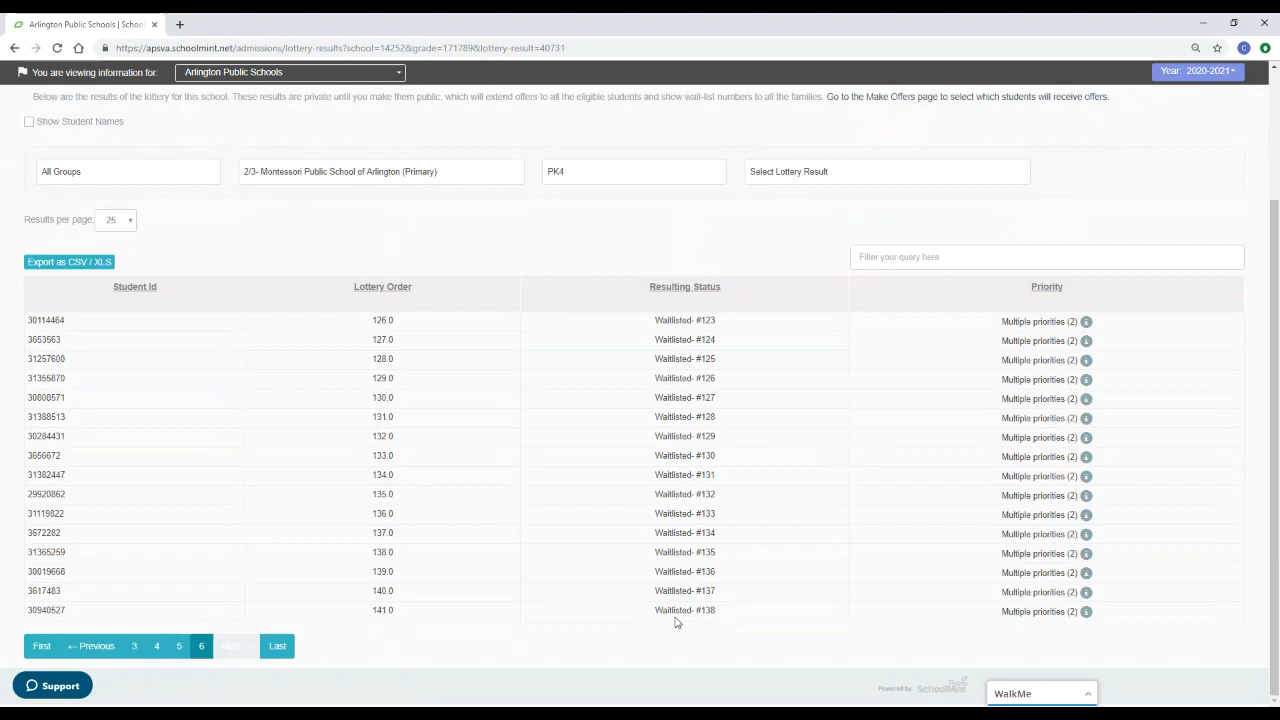 Arlington Public Schools | School
https://apsva.schoolmint.net/admissions/lottery-results?school=14252&grade=171789&lottery-result=40731
C
You are viewing information for: Arlington Public Schools Year: 2020-2021
Below are the results of the lottery for this school. These results are private until you make them public, which will extend offers to all the eligible students and show wait-list numbers to all the families. Go to the Make Offers page to select which students will receive offers.
Show Student Names
All Groups 2/3- Montessori Public School of Arlington (Primary) PK4 Select Lottery Result
Results per page: 25
Export as CSV / XLS Filter your query here
Student Id Lottery Order Resulting Status Priority
30114464 126.0 Waitlisted- #123 Multiple priorities (2)
3653563 127.0 Waitlisted- #124 Multiple priorities (2)
31257600 128.0 Waitlisted- #125 Multiple priorities (2)
31355870 129.0 Waitlisted- #126 Multiple priorities (2)
30808571 130.0 Waitlisted- #127 Multiple priorities (2)
31388513 131.0 Waitlisted- #128 Multiple priorities (2)
30284431 132.0 Waitlisted- #129 Multiple priorities (2)
3656672 133.0 Waitlisted- #130 Multiple priorities (2)
31382447 134.0 Waitlisted- #131 Multiple priorities (2)
29920862 135.0 Waitlisted- #132 Multiple priorities (2)
31119822 136.0 Waitlisted- #133 Multiple priorities (2)
3672282 137.0 Waitlisted- #134 Multiple priorities (2)
31365259 138.0 Waitlisted- #135 Multiple priorities (2)
30019668 139.0 Waitlisted- #136 Multiple priorities (2)
3617483 140.0 Waitlisted- #137 Multiple priorities (2)
30940527 141.0 Waitlisted- #138 Multiple priorities (2)
First ← Previous 3 4 5 6 Next Last
Support
Powered by SchoolMint
WalkMe